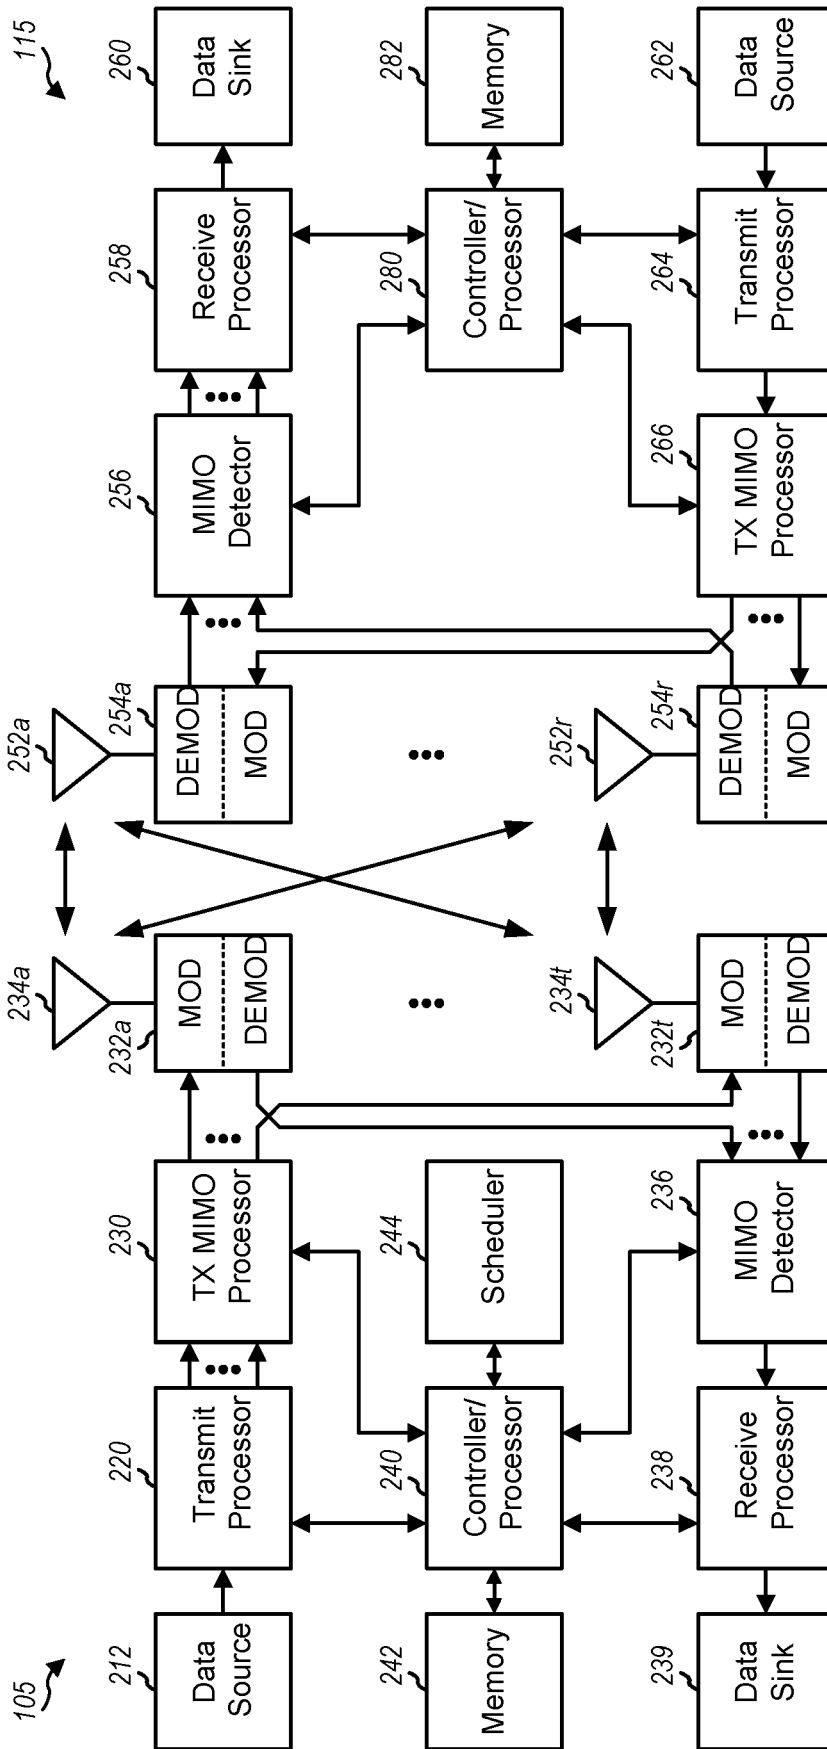 105
115
212
Data
Source
220
Transmit
Processor
230
TX MIMO
Processor
232a
MOD
DEMOD
234a
252a
254a
DEMOD
MOD
256
MIMO
Detector
258
Receive
Processor
260
Data
Sink
242
Memory
240
Controller/
Processor
244
Scheduler
280
Controller/
Processor
282
Memory
239
Data
Sink
238
Receive
Processor
236
MIMO
Detector
232t
MOD
DEMOD
234t
252r
254r
DEMOD
MOD
266
TX MIMO
Processor
264
Transmit
Processor
262
Data
Source